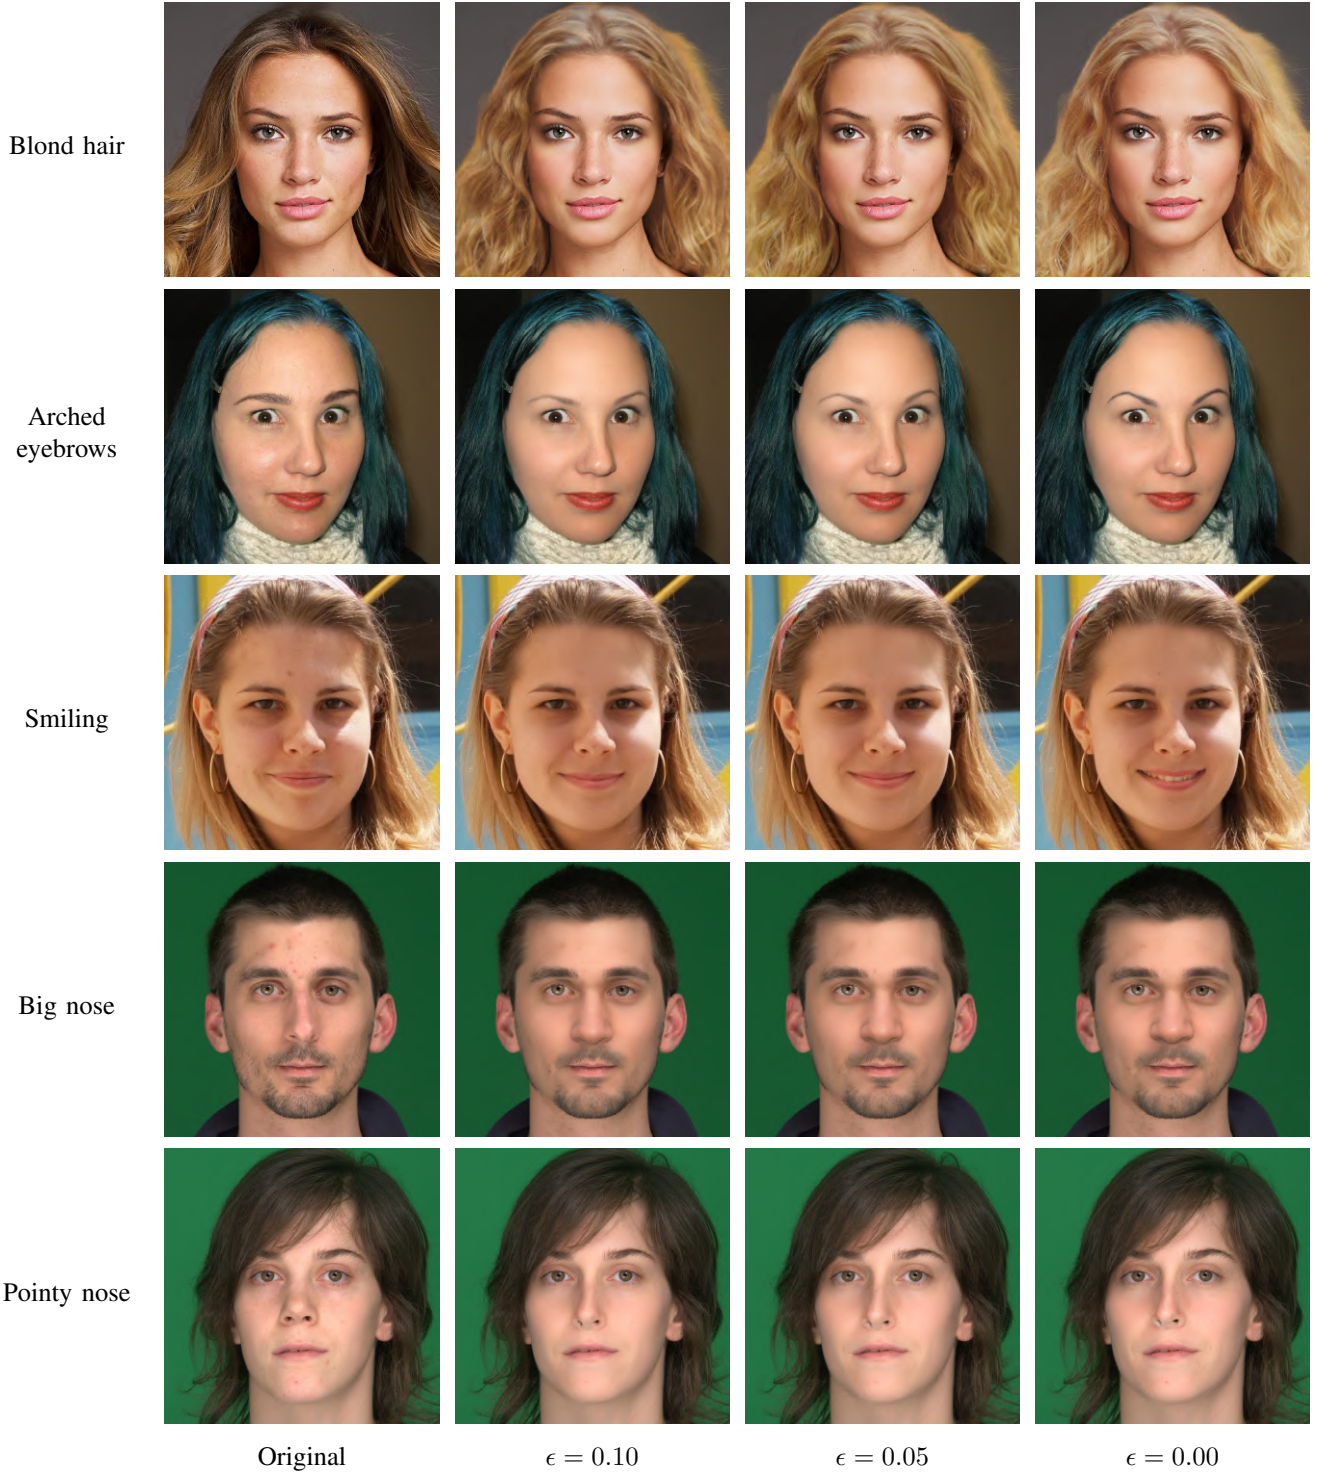 Blond hair
Arched
eyebrows
Smiling
Big nose
Pointy nose
Original
ϵ = 0.10
ϵ = 0.05
ϵ = 0.00